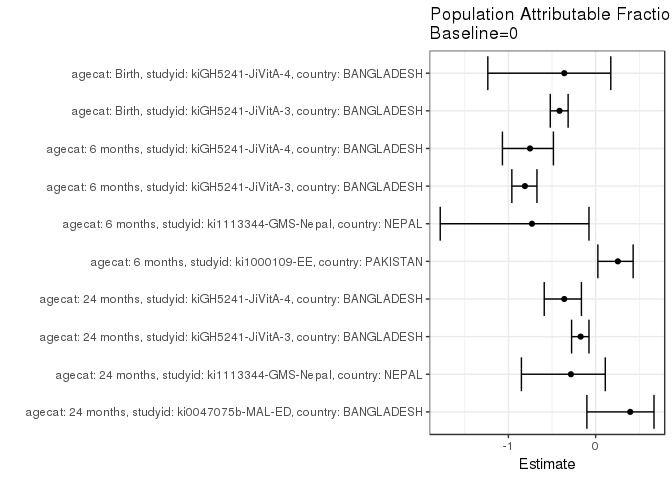 Population Attributable Fractio
Baseline=0
agecat: Birth, studyid: kiGH5241-JiVitA-4, country: BANGLADESH
agecat: Birth, studyid: kiGH5241-JiVitA-3, country: BANGLADESH
agecat: 6 months, studyid: kiGH5241-JiVitA-4, country: BANGLADESH
agecat: 6 months, studyid: kiGH5241-JiVitA-3, country: BANGLADESH
agecat: 6 months, studyid: ki1113344-GMS-Nepal, country: NEPAL
agecat: 6 months, studyid: ki1000109-EE, country: PAKISTAN
agecat: 24 months, studyid: kiGH5241-JiVitA-4, country: BANGLADESH
agecat: 24 months, studyid: kiGH5241-JiVitA-3, country: BANGLADESH
agecat: 24 months, studyid: ki1113344-GMS-Nepal, country: NEPAL
agecat: 24 months, studyid: ki0047075b-MAL-ED, country: BANGLADESH
-1 0
Estimate